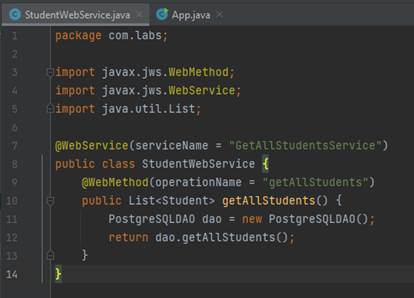 StudentWebService.java App.java
1 package com.labs;
2
3 import javax.jws.WebMethod;
4 import javax.jws.WebService;
5 import java.util.List;
6
7 @WebService(serviceName = "GetAllStudentsService")
8 public class StudentWebService {
9 @WebMethod(operationName = "getAllStudents")
10 public List<Student> getAllStudents() {
11 PostgreSQLDAO dao = new PostgreSQLDAO();
12 return dao.getAllStudents();
13 }
14 }